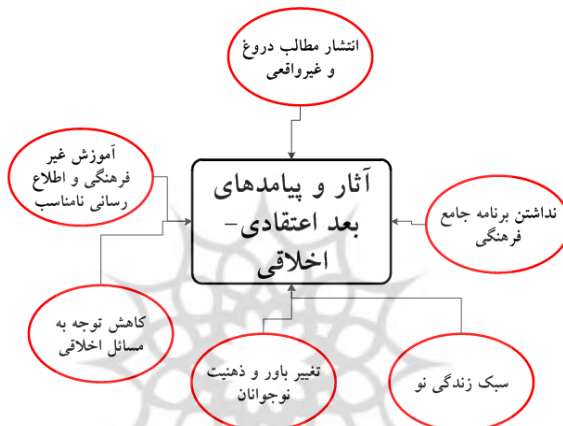 انتشار مطالب دروغ
و غیرواقعی
آموزش غیر
فرهنگی و اطلاع
رسانی نامناسب
آثار و پیامدهای
بعد اعتقادی-
اخلاقی
نداشتن برنامه جامع
فرهنگی
کاهش توجه به
مسائل اخلاقی
تغییر باور و ذهنیت
نوجوانان
سبک زندگی نو